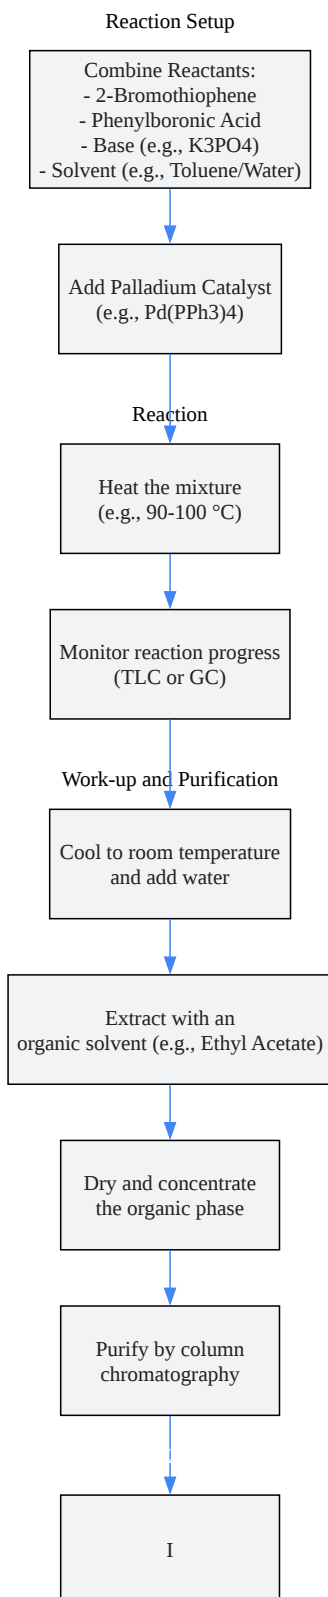 Reaction Setup
Combine Reactants:
- 2-Bromothiophene
- Phenylboronic Acid
- Base (e.g., K3PO4)
- Solvent (e.g., Toluene/Water)
Add Palladium Catalyst
(e.g., Pd(PPh3)4)
Reaction
Heat the mixture
(e.g., 90-100 °C)
Monitor reaction progress
(TLC or GC)
Work-up and Purification
Cool to room temperature
and add water
Extract with an
organic solvent (e.g., Ethyl Acetate)
Dry and concentrate
the organic phase
Purify by column
chromatography
I